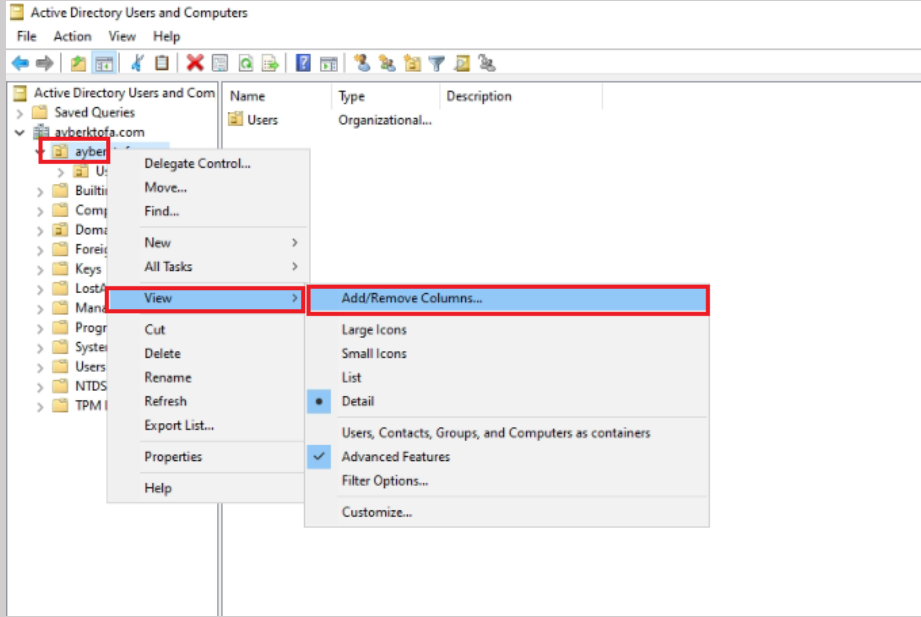 Active Directory Users and Computers
File Action View Help
Active Directory Users and Com
Saved Queries
ayberktofa.com
Builtin
Name Type Description
Users Organizational...
Delegate Control...
Move...
Find...
New
All Tasks
View
Cut
Delete
Rename
Refresh
Export List...
Properties
Help
Add/Remove Columns...
Large Icons
Small Icons
List
Detail
Users, Contacts, Groups, and Computers as containers
Advanced Features
Filter Options...
Customize...
Comp
Doma
Foreig
Keys
LostA
Mana
Progr
System
Users
NTDS
TPM